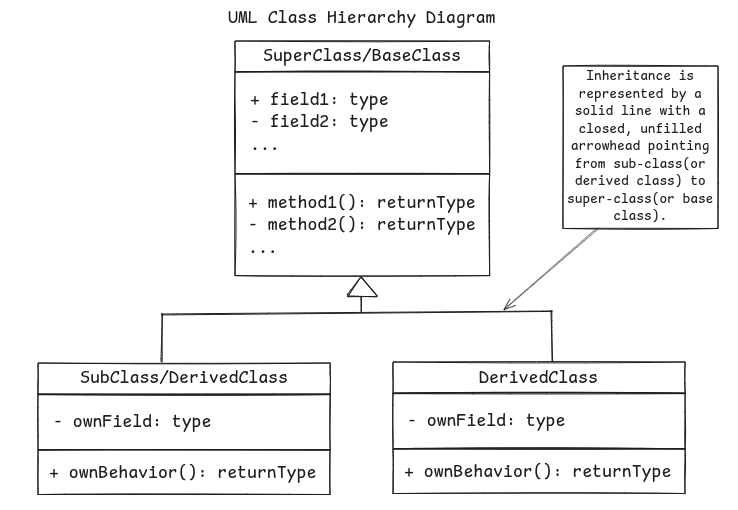 UML Class Hierarchy Diagram
SuperClass/BaseClass
+ field1: type
- field2: type
...
+ method1(): returnType
- method2(): returnType
...
Inheritance is
represented by a
solid line with a
closed, unfilled
arrowhead pointing
from sub-class(or
derived class) to
super-class(or base
class).
SubClass/DerivedClass
- ownField: type
+ ownBehavior(): returnType
DerivedClass
- ownField: type
+ ownBehavior(): returnType